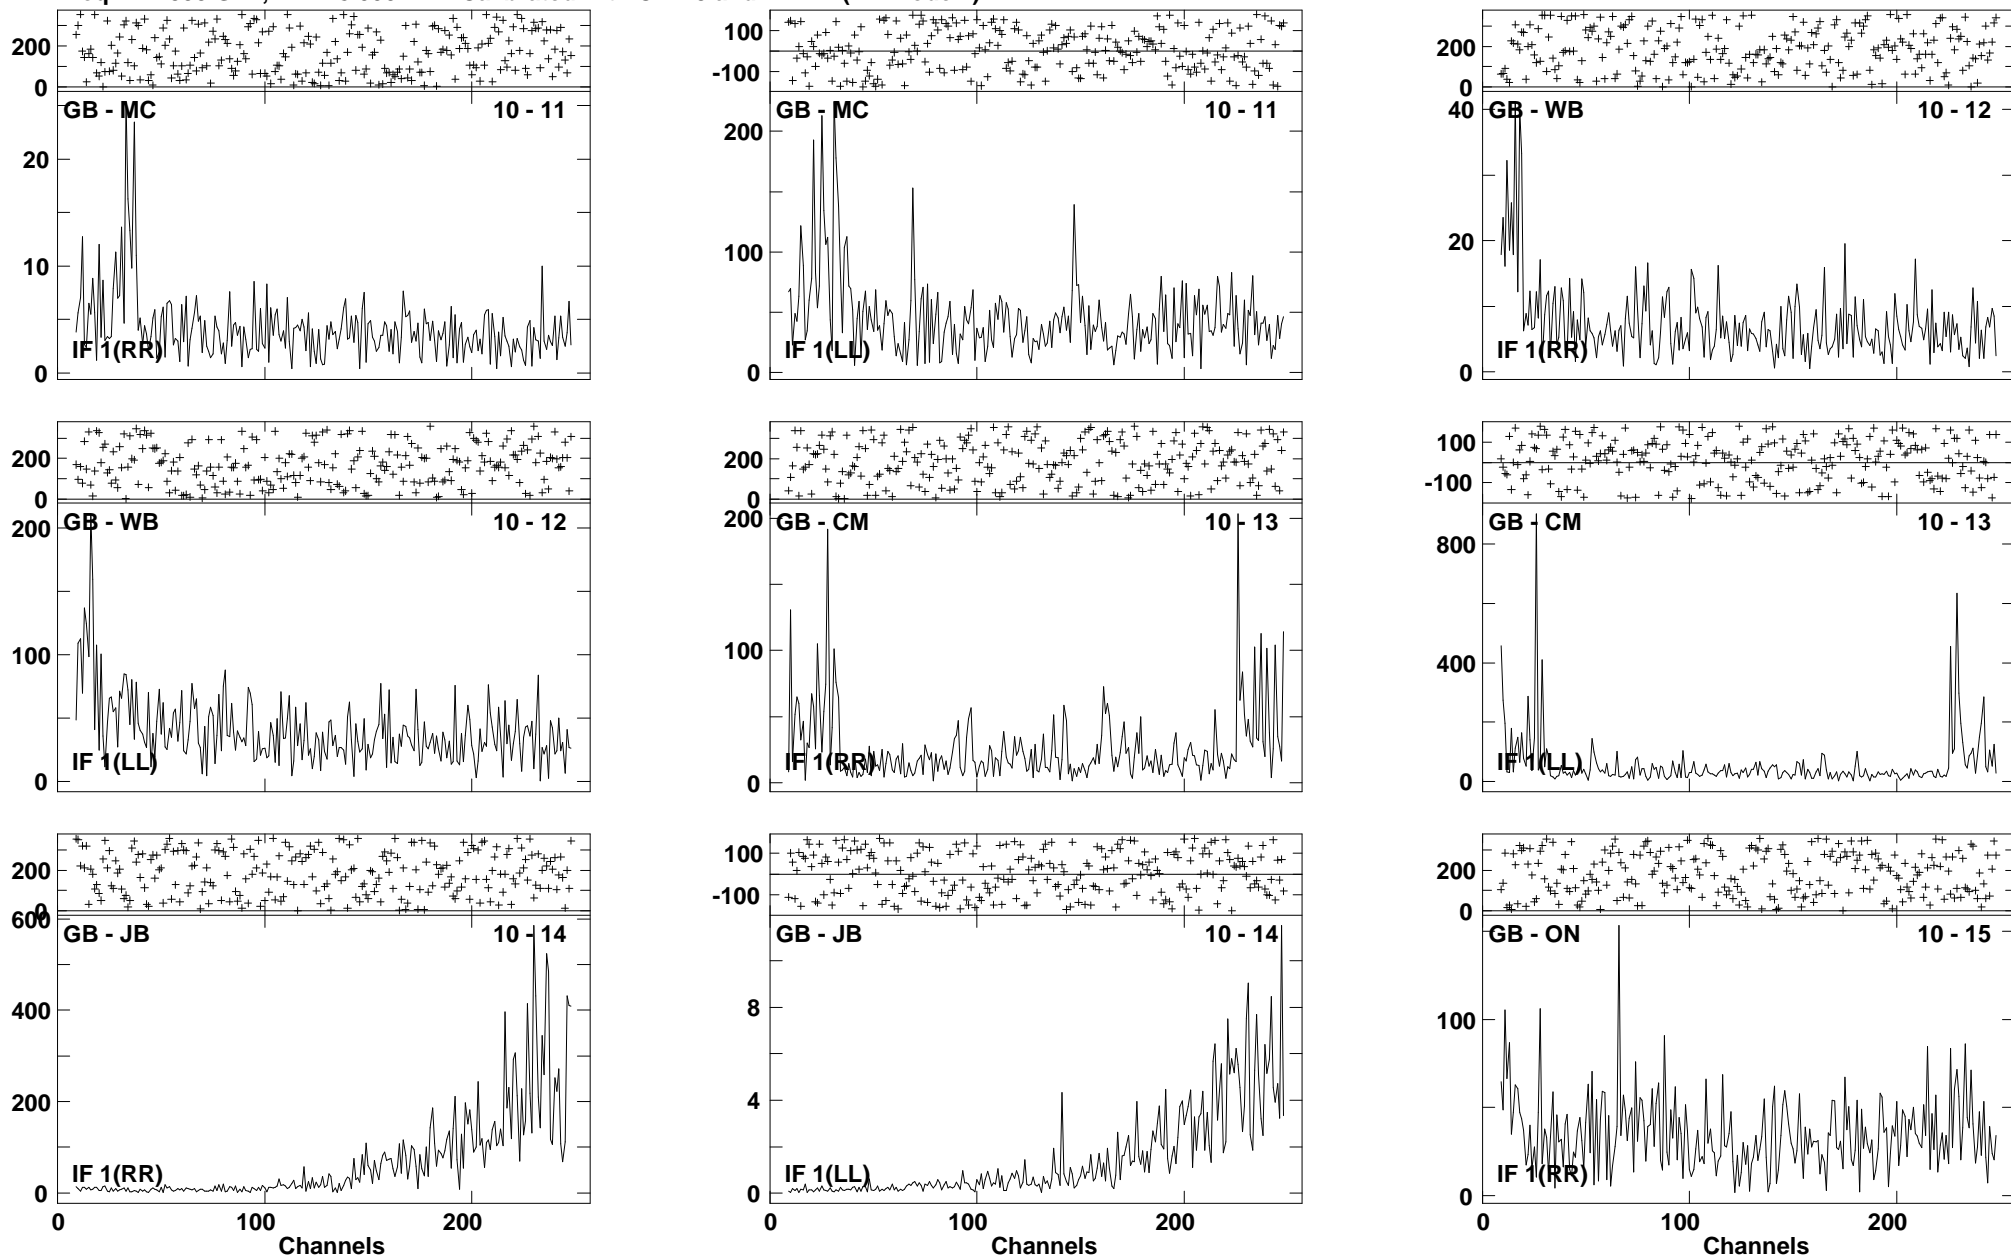 200 100 200
0 -100 0
GB - MC 10 - 11 GB - MC 10 - 11 GB - WB 10 - 12
20 10 0 IF 1(RR)
200 100 0 IF 1(LL)
40 20 0 IF 1(RR)
200 200 100
0 0 -100
GB - WB 10 - 12 GB - CM 10 - 13 GB - CM 10 - 13
200 100 0 IF 1(LL)
200 100 0 IF 1(RR)
800 400 0 IF 1(LL)
200 100 200
0 -100 0
GB - JB 10 - 14 GB - JB 10 - 14 GB - ON 10 - 15
600 400 200 0 IF 1(RR)
8 4 0 IF 1(LL)
100 0 IF 1(RR)
0 100 200 0 100 200 0 100 200
Channels Channels Channels